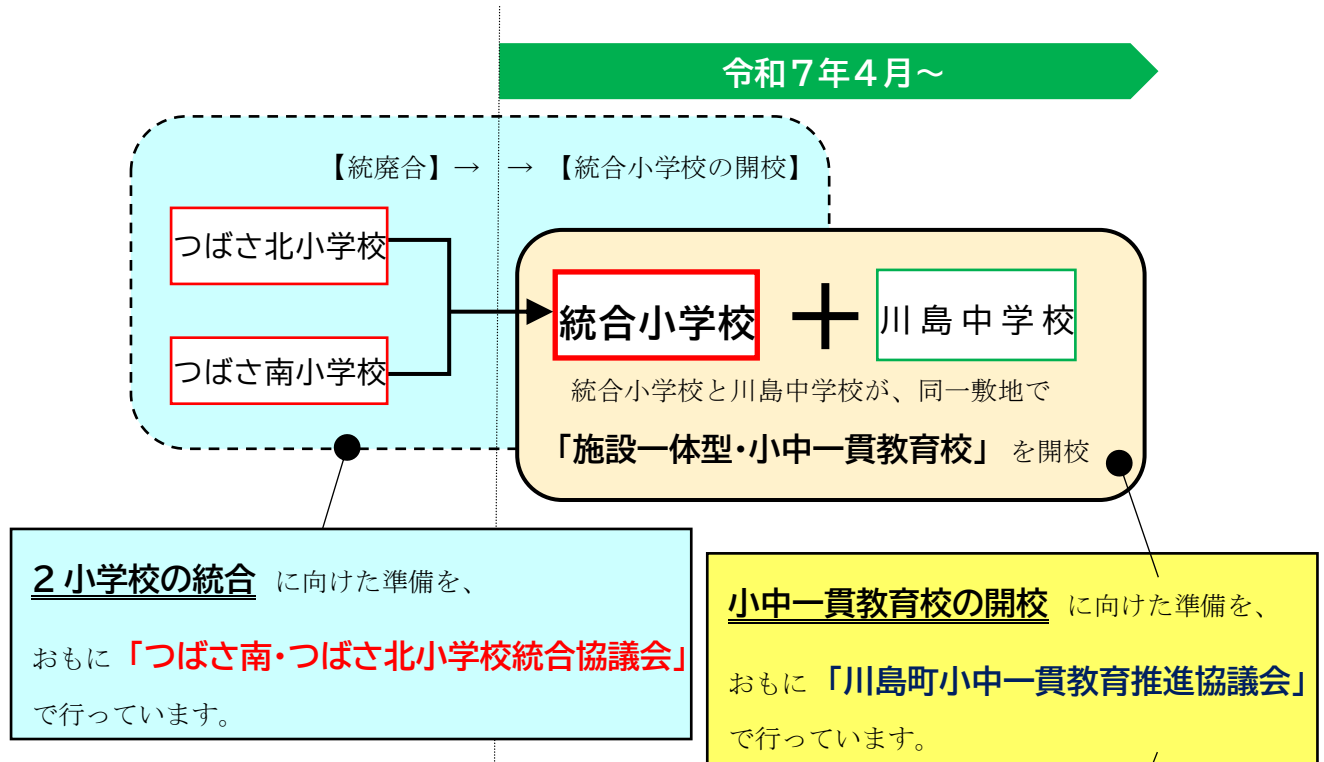 令和７年４月～
【統廃合】→ → 【統合小学校の開校】
つばさ北小学校
つばさ南小学校
統合小学校
＋
川島中学校
統合小学校と川島中学校が、同一敷地で
「施設一体型・小中一貫教育校」を開校
２小学校の統合 に向けた準備を、
おもに「つばさ南・つばさ北小学校統合協議会」
で行っています。
小中一貫教育校の開校 に向けた準備を、
おもに「川島町小中一貫教育推進協議会」
で行っています。